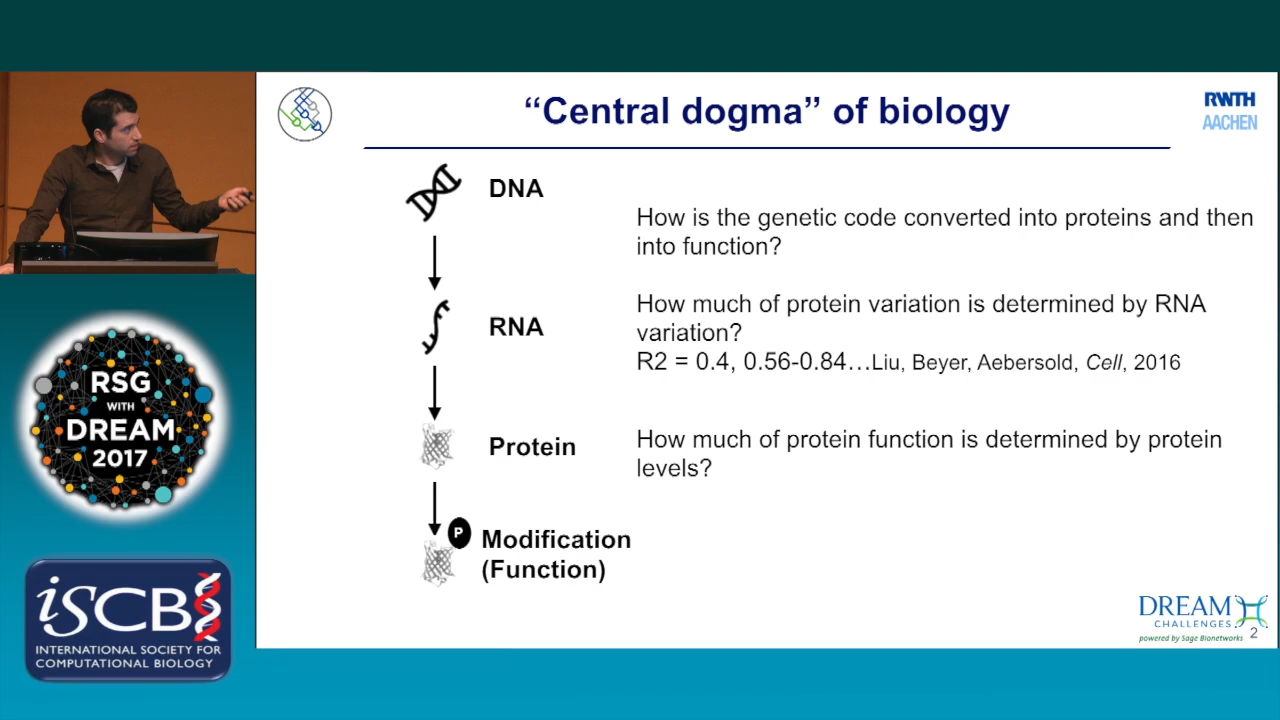 “Central dogma” of biology
RWTH
AACHEN
DNA
How is the genetic code converted into proteins and then
into function?
RNA
How much of protein variation is determined by RNA
variation?
R2 = 0.4, 0.56-0.84…Liu, Beyer, Aebersold, Cell, 2016
Protein
How much of protein function is determined by protein
levels?
P
Modification
(Function)
RSG
WITH
DREAM
2017
iSCB
INTERNATIONAL SOCIETY FOR
COMPUTATIONAL BIOLOGY
DREAM
CHALLENGES
powered by Sage Bionetworks
2